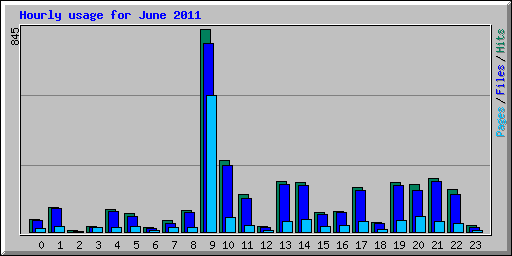 Hourly usage for June 2011
845
Pages / Files / Hits
0 1 2 3 4 5 6 7 8 9 10 11 12 13 14 15 16 17 18 19 20 21 22 23